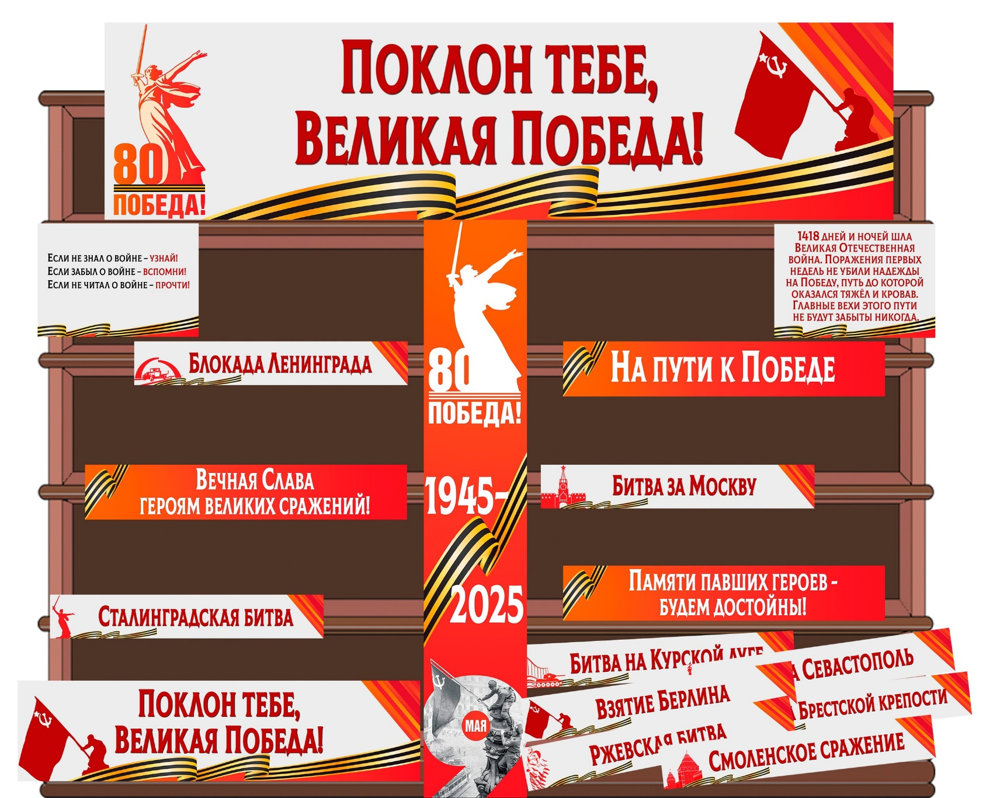 Поклон тебе,
Великая Победа!
80
ПОБЕДА!
Если не знал о войне – узнай!
Если забыл о войне – вспомни!
Если не читал о войне – прочти!
1418 дней и ночей шла
Великая Отечественная
война. Поражения первых
недель не убили надежды
на Победу, путь до которой
оказался тяжёл и кровав.
Главные вехи этого пути
не будут забыты никогда.
80
ПОБЕДА!
1945–
2025
МАЯ
Блокада Ленинграда
На пути к Победе
Вечная Слава
героям великих сражений!
Битва за Москву
Памяти павших героев -
будем достойны!
Сталинградская битва
Поклон тебе,
Великая Победа!
Битва на Курской дуге
а Севастополь
Взятие Берлина
Брестской крепости
Ржевская битва
Смоленское сражение